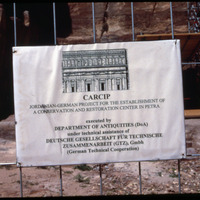 CARCIP
JORDANIAN-GERMAN PROJECT FOR THE ESTABLISHMENT OF
A CONSERVATION AND RESTORATION CENTER IN PETRA
executed by
DEPARTMENT OF ANTIQUITIES (DoA)
under technical assistance of
DEUTSCHE GESELLSCHAFT FUR TECHNISCHE
ZUSAMMENARBEIT (GTZ), GmbH
(German Technical Cooperation)